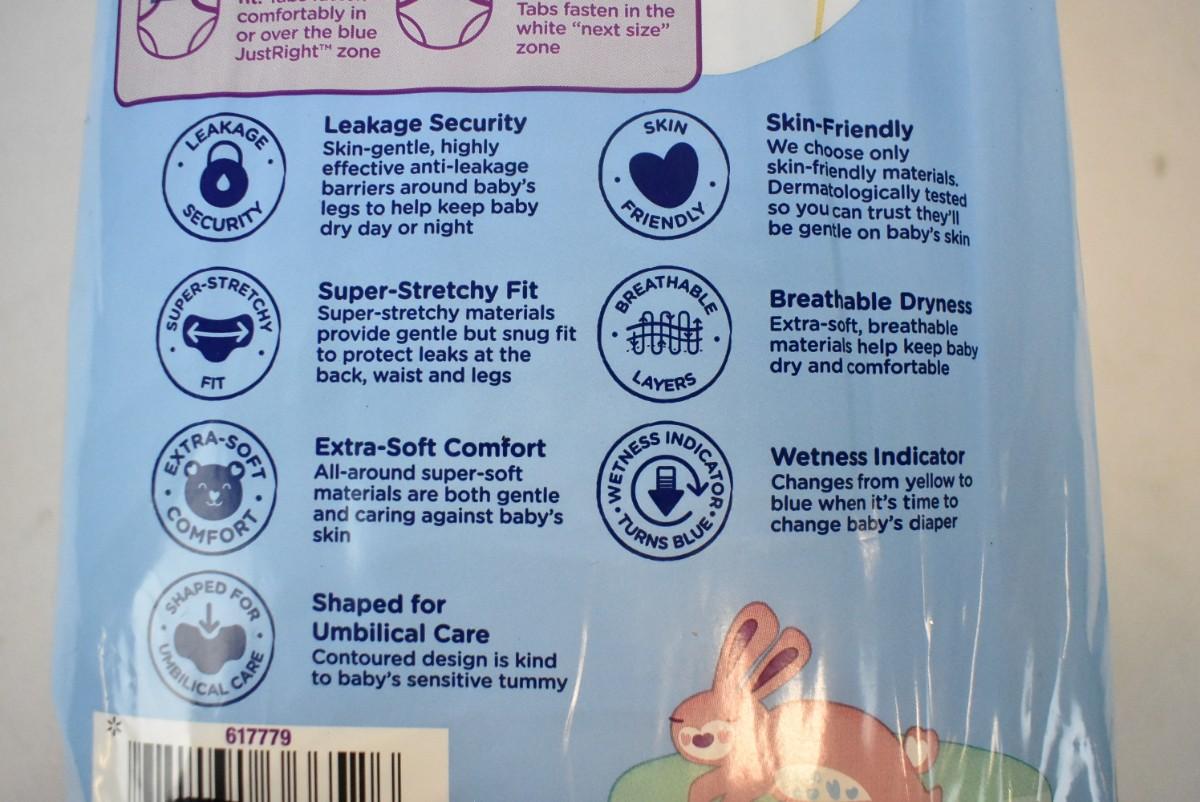 comfortably in
or over the blue
JustRight™ zone
Tabs fasten in the
white “next size”
zone
LEAKAGE
SECURITY
Leakage Security
Skin-gentle, highly
effective anti-leakage
barriers around baby's
legs to help keep baby
dry day or night
SKIN
FRIENDLY
Skin-Friendly
We choose only
skin-friendly materials.
Dermatologically tested
so you can trust they'll
be gentle on baby's skin
SUPER-STRETCHY
FIT
Super-Stretchy Fit
Super-stretchy materials
provide gentle but snug fit
to protect leaks at the
back, waist and legs
BREATHABLE
LAYERS
Breathable Dryness
Extra-soft, breathable
materials help keep baby
dry and comfortable
EXTRA-SOFT
COMFORT
Extra-Soft Comfort
All-around super-soft
materials are both gentle
and caring against baby's
skin
WETNESS INDICATOR
TURNS BLUE
Wetness Indicator
Changes from yellow to
blue when it's time to
change baby's diaper
SHAPED FOR
UMBILICAL CARE
Shaped for
Umbilical Care
Contoured design is kind
to baby's sensitive tummy
617779